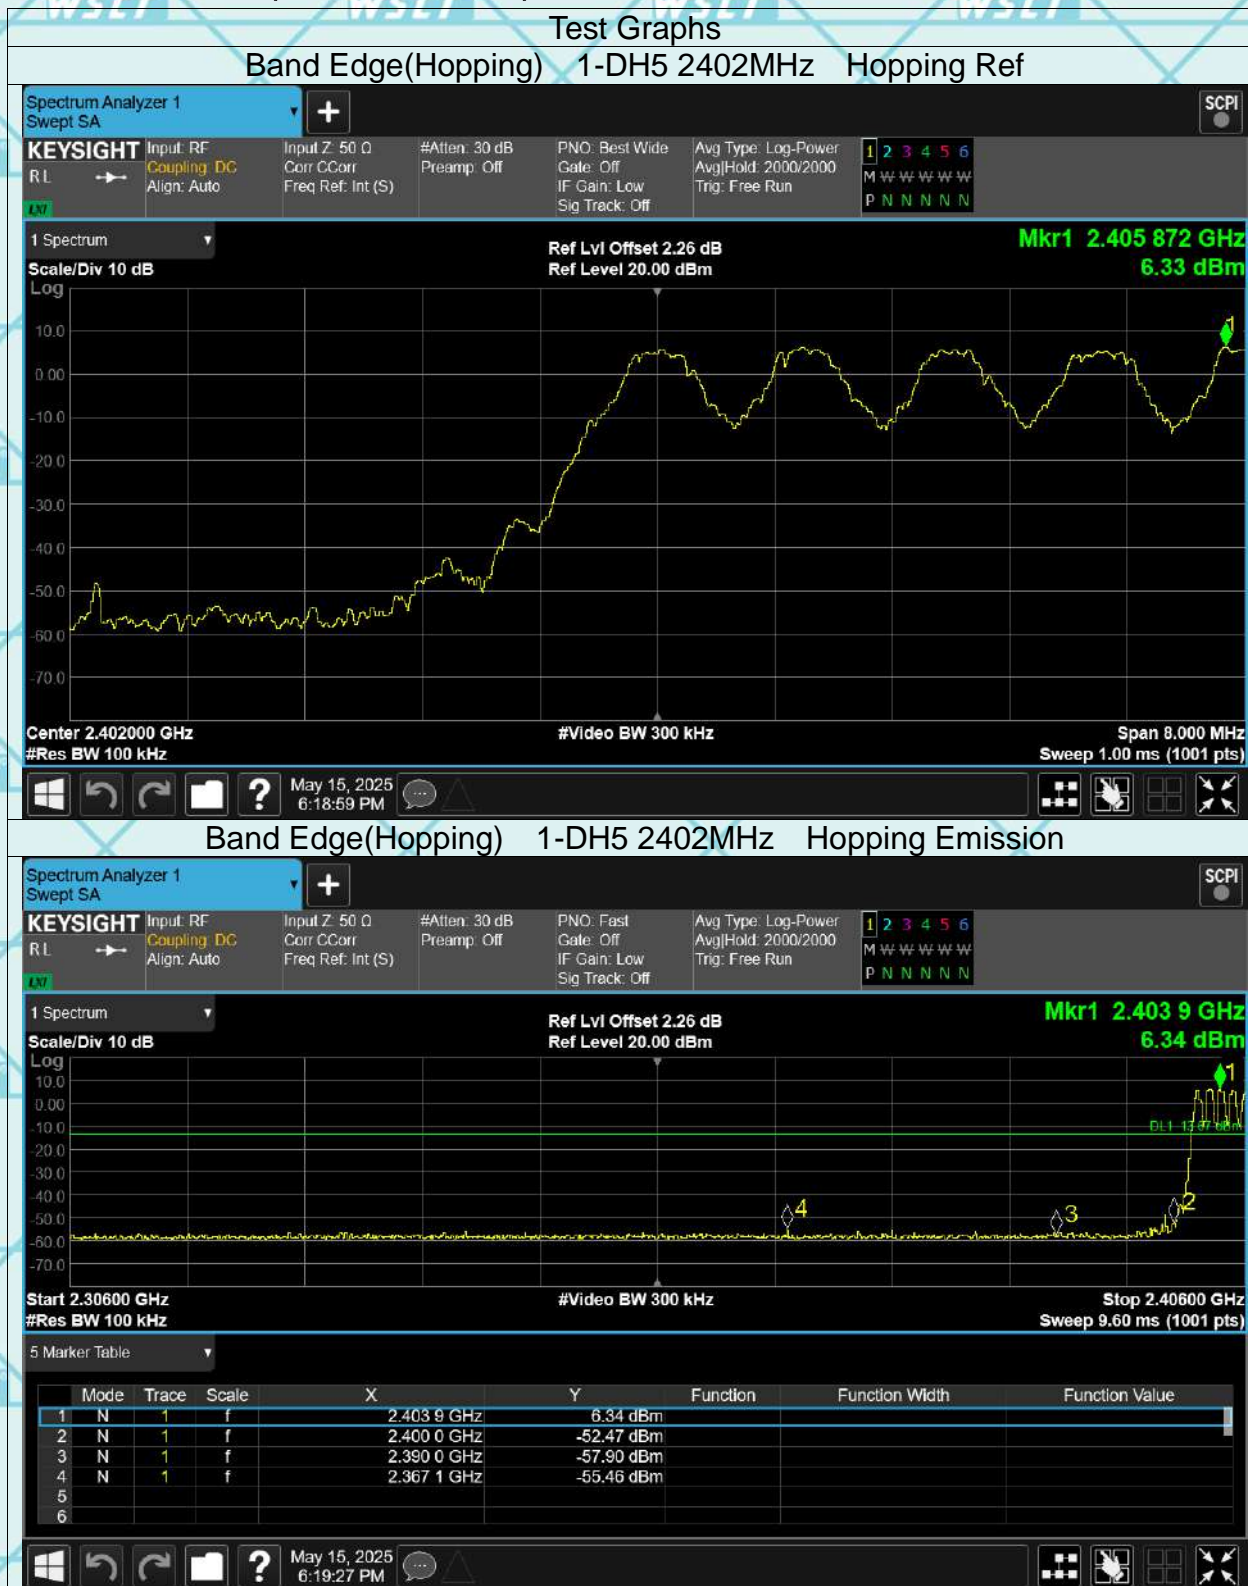 Test Graphs
Band Edge(Hopping) 1-DH5 2402MHz Hopping Ref
Spectrum Analyzer 1
Swept SA
+
SCPI
KEYSIGHT Input: RF Input Z: 50 Ω #Atten: 30 dB PNO: Best Wide Avg Type: Log-Power 1 2 3 4 5 6
RL Coupling: DC Corr CCorr Preamp: Off Gate: Off Avg|Hold: 2000/2000 M W W W W W
Align: Auto Freq Ref: Int (S) IF Gain: Low Trig: Free Run P N N N N N
LXI Sig Track: Off
1 Spectrum Ref Lvl Offset 2.26 dB Mkr1 2.405 872 GHz
Scale/Div 10 dB Ref Level 20.00 dBm 6.33 dBm
Log
1
10.0
0.00
-10.0
-20.0
-30.0
-40.0
-50.0
-60.0
-70.0
Center 2.402000 GHz #Video BW 300 kHz Span 8.000 MHz
#Res BW 100 kHz Sweep 1.00 ms (1001 pts)
? May 15, 2025
6:18:59 PM
Band Edge(Hopping) 1-DH5 2402MHz Hopping Emission
Spectrum Analyzer 1
Swept SA
+
SCPI
KEYSIGHT Input: RF Input Z: 50 Ω #Atten: 30 dB PNO: Fast Avg Type: Log-Power 1 2 3 4 5 6
RL Coupling: DC Corr CCorr Preamp: Off Gate: Off Avg|Hold: 2000/2000 M W W W W W
Align: Auto Freq Ref: Int (S) IF Gain: Low Trig: Free Run P N N N N N
LXI Sig Track: Off
1 Spectrum Ref Lvl Offset 2.26 dB Mkr1 2.403 9 GHz
Scale/Div 10 dB Ref Level 20.00 dBm 6.34 dBm
Log
1
10.0
0.00
-10.0
DL1 -13.67 dBm
-20.0
-30.0
-40.0
4 3 2
-50.0
-60.0
-70.0
Start 2.30600 GHz #Video BW 300 kHz Stop 2.40600 GHz
#Res BW 100 kHz Sweep 9.60 ms (1001 pts)
5 Marker Table
Mode Trace Scale X Y Function Function Width Function Value
1 N 1 f 2.403 9 GHz 6.34 dBm
2 N 1 f 2.400 0 GHz -52.47 dBm
3 N 1 f 2.390 0 GHz -57.90 dBm
4 N 1 f 2.367 1 GHz -55.46 dBm
5
6
? May 15, 2025
6:19:27 PM